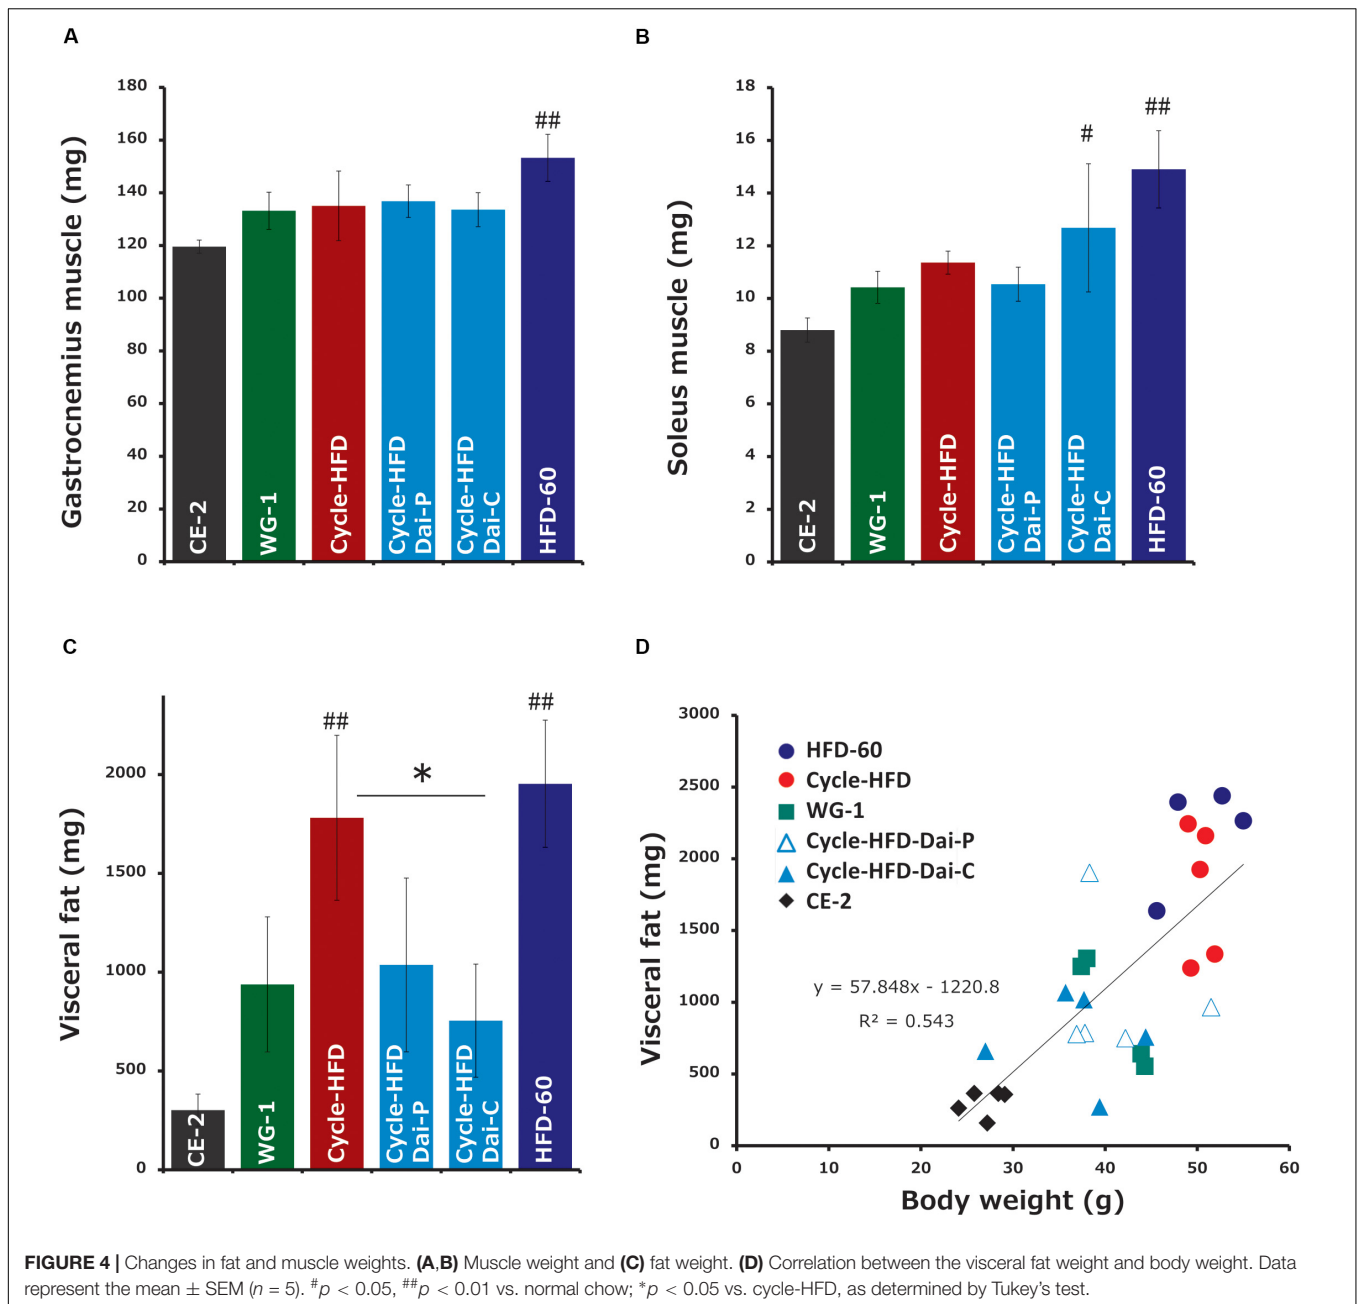 A
Gastrocnemius muscle (mg)
180
160
140
120
100
80
60
40
20
0
CE-2
WG-1
Cycle-HFD
Cycle-HFD
Dai-P
Cycle-HFD
Dai-C
HFD-60
##
B
Soleus muscle (mg)
18
16
14
12
10
8
6
4
2
0
CE-2
WG-1
Cycle-HFD
Cycle-HFD
Dai-P
Cycle-HFD
Dai-C
HFD-60
#
##
C
Visceral fat (mg)
2000
1500
1000
500
0
CE-2
WG-1
Cycle-HFD
Cycle-HFD
Dai-P
Cycle-HFD
Dai-C
HFD-60
##
*
##
D
Visceral fat (mg)
3000
2500
2000
1500
1000
500
0
HFD-60
Cycle-HFD
WG-1
Cycle-HFD-Dai-P
Cycle-HFD-Dai-C
CE-2
y = 57.848x - 1220.8
R² = 0.543
0 10 20 30 40 50 60
Body weight (g)
FIGURE 4 | Changes in fat and muscle weights. (A,B) Muscle weight and (C) fat weight. (D) Correlation between the visceral fat weight and body weight. Data
represent the mean ± SEM (n = 5). #p < 0.05, ##p < 0.01 vs. normal chow; *p < 0.05 vs. cycle-HFD, as determined by Tukey's test.